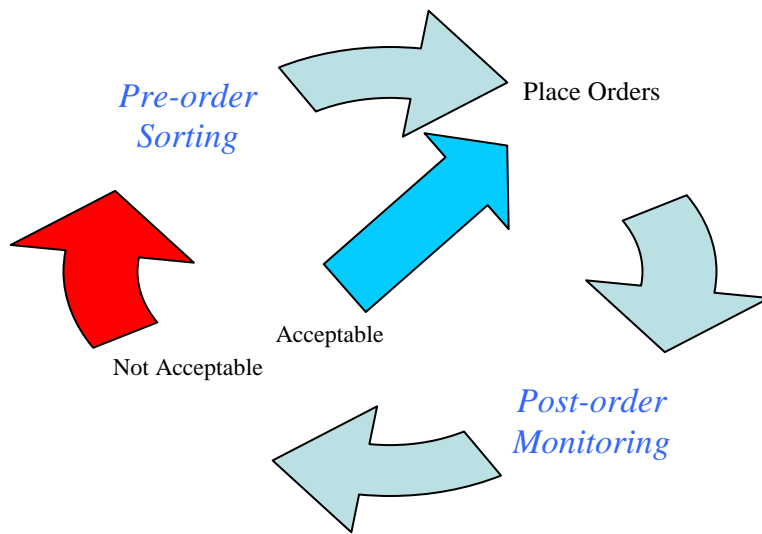 Pre-order
Sorting
Place Orders
Acceptable
Not Acceptable
Post-order
Monitoring